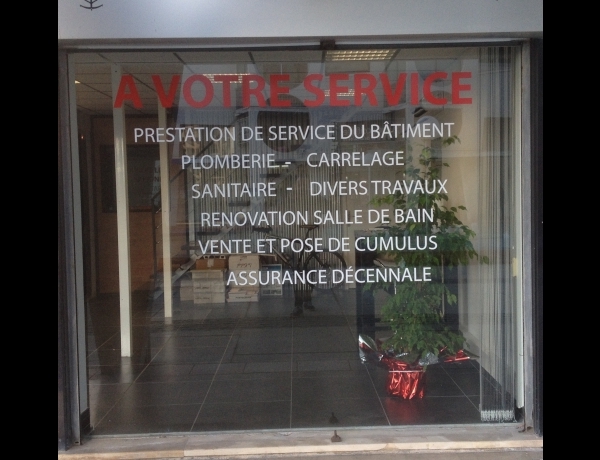 A VOTRE SERVICE
PRESTATION DE SERVICE DU BÂTIMENT
PLOMBERIE - CARRELAGE
SANITAIRE - DIVERS TRAVAUX
RENOVATION SALLE DE BAIN
VENTE ET POSE DE CUMULUS
ASSURANCE DÉCENNALE